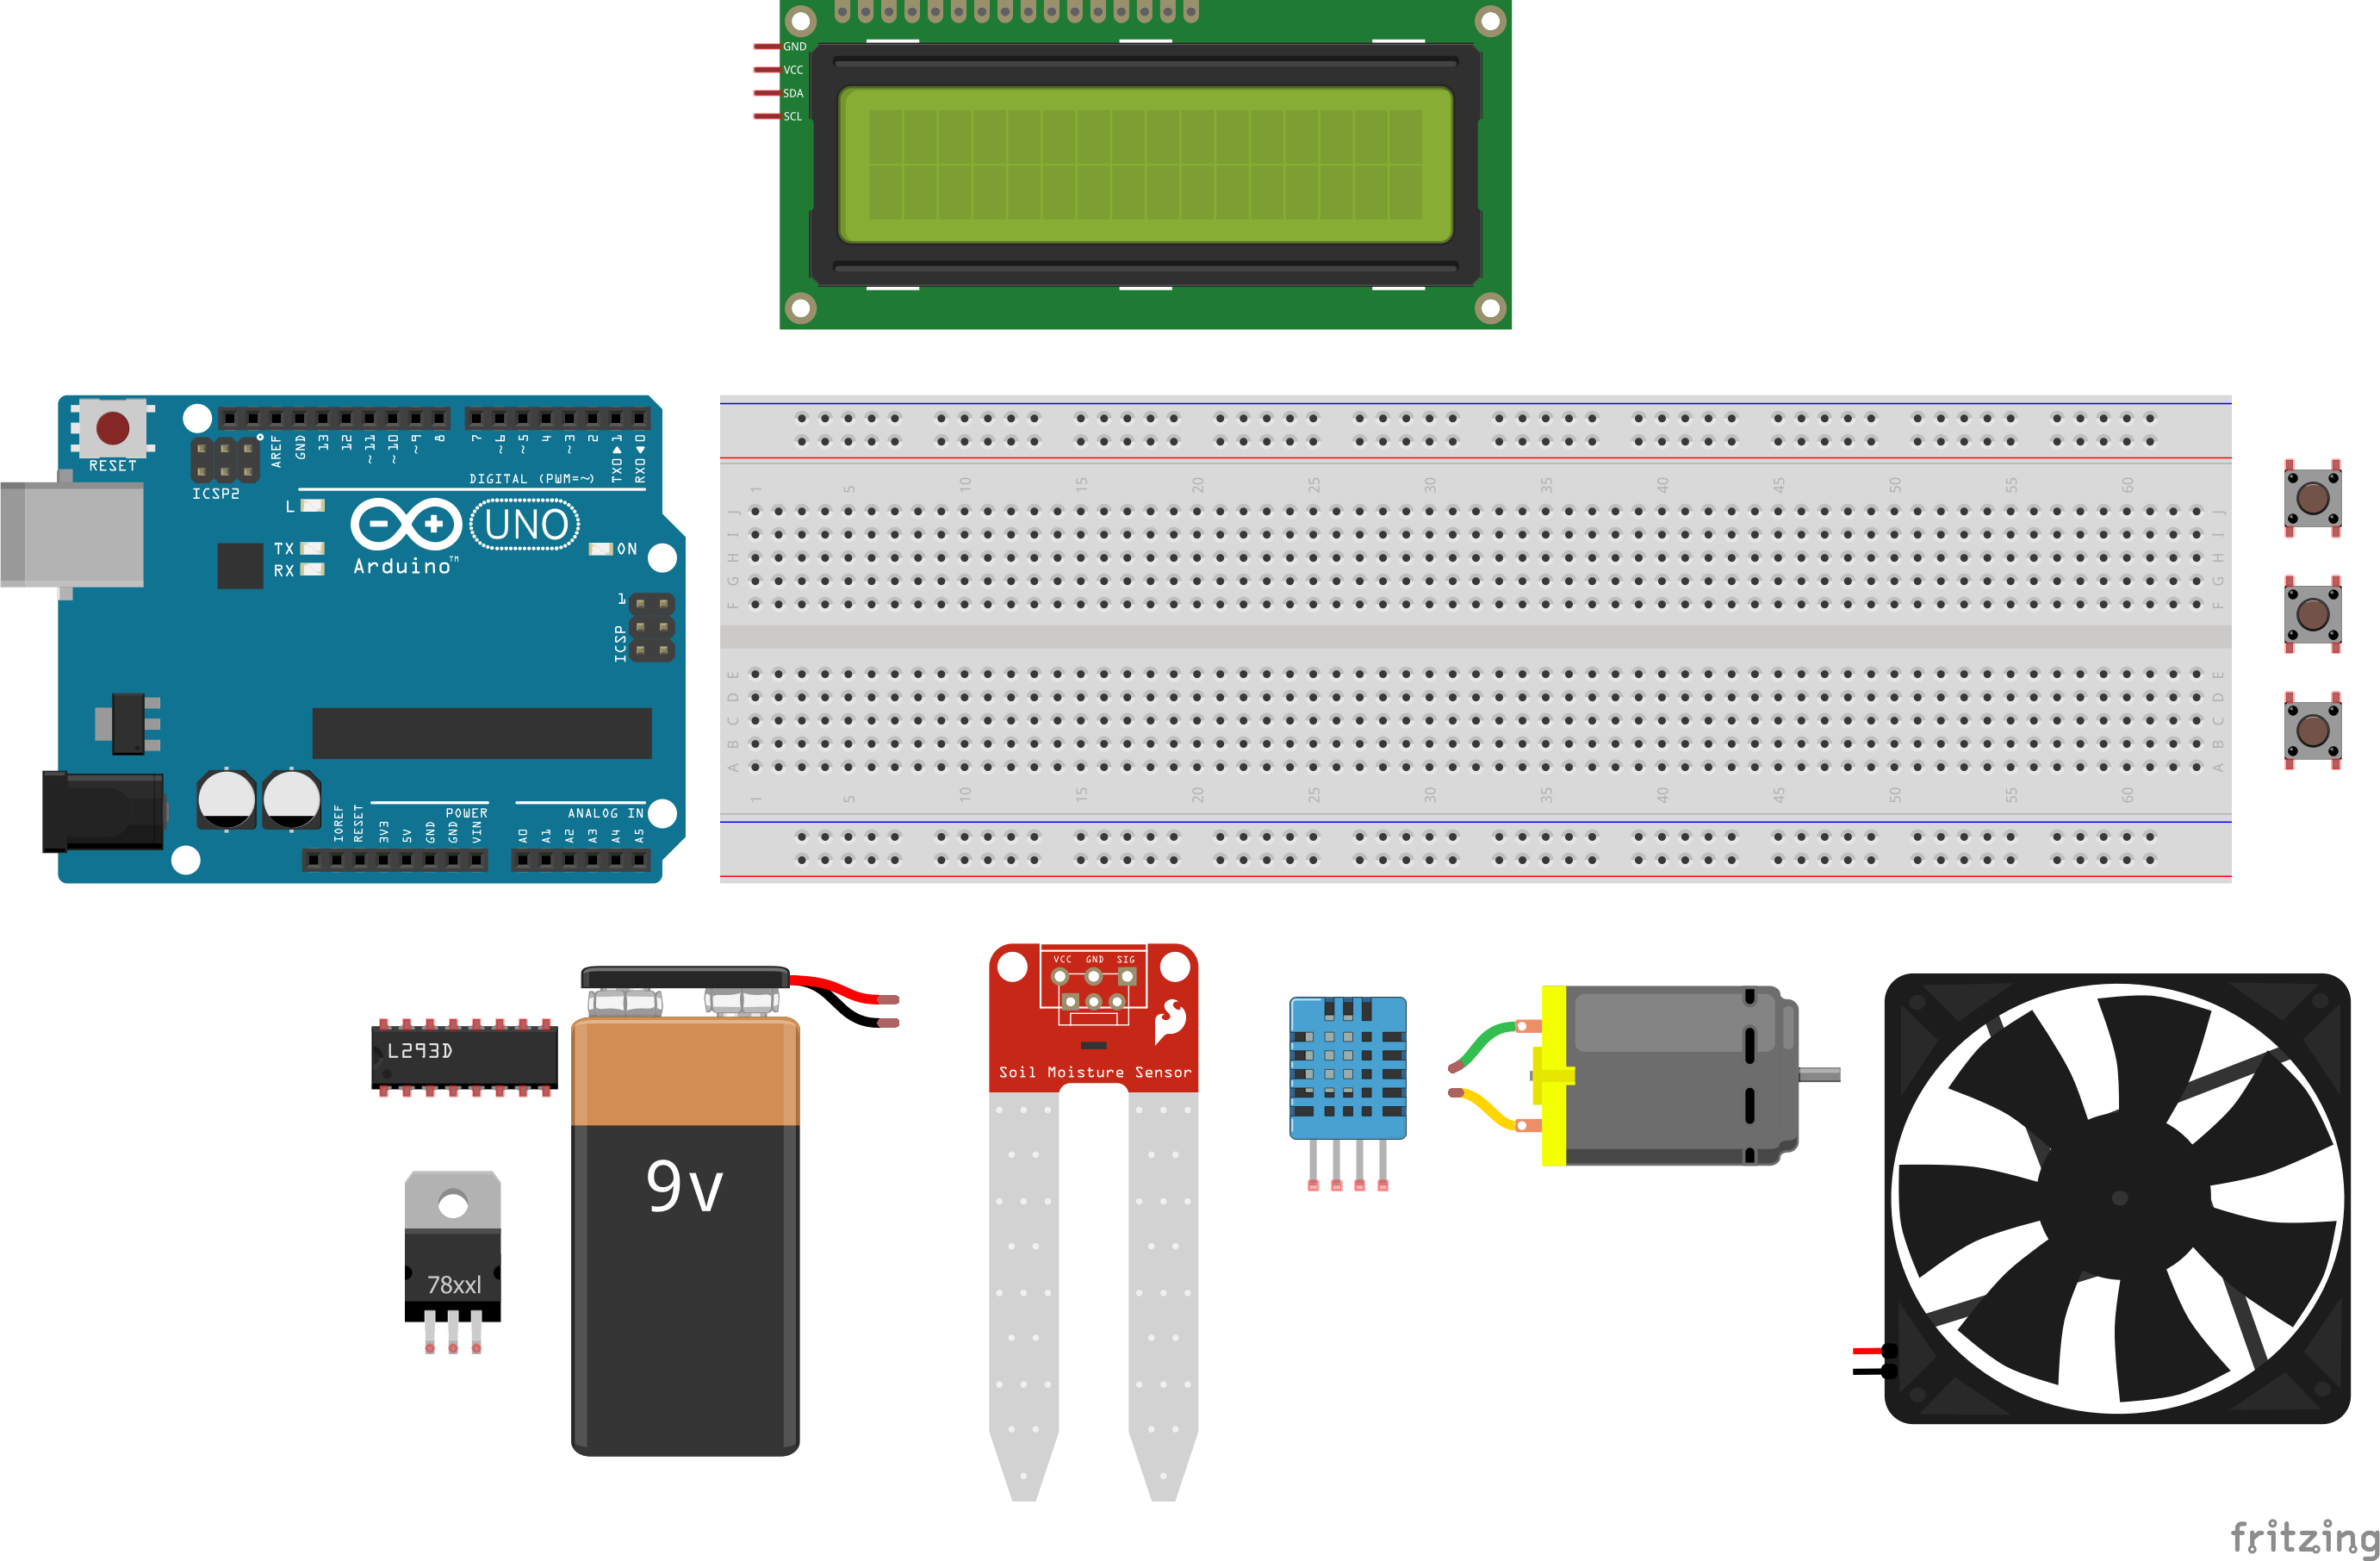 GND
VCC
SDA
SCL
RESET
ICSP2
AREF
GND
13
12
~11
~10
~9
8
7
~6
~5
4
~3
2
TX0▶1
RX0◀0
DIGITAL (PWM=~)
L
TX
RX
UNO
Arduino™
ON
1
ICSP
POWER
ANALOG IN
IOREF
RESET
3V3
5V
GND
GND
VIN
A0
A1
A2
A3
A4
A5
1 5 10 15 20 25 30 35 40 45 50 55 60
J J
I I
H H
G G
F F
E E
D D
C C
B B
A A
1 5 10 15 20 25 30 35 40 45 50 55 60
L293D
78xxl
9v
VCC GND SIG
Soil Moisture Sensor
fritzing